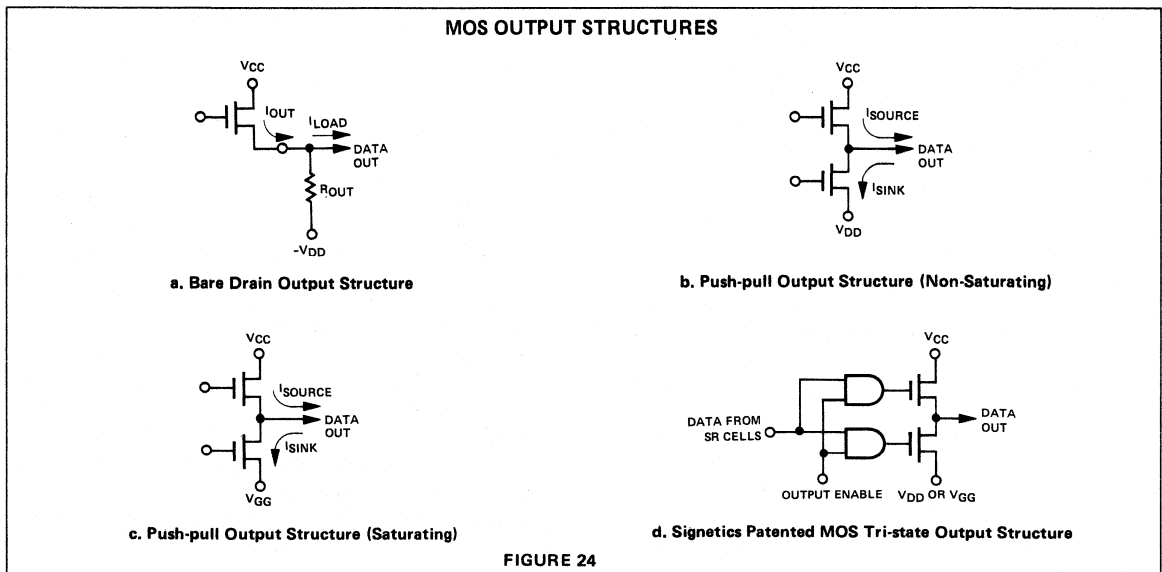 MOS OUTPUT STRUCTURES
VCC
IOUT
ILOAD
DATA
OUT
ROUT
-VDD
a. Bare Drain Output Structure
VCC
ISOURCE
DATA
OUT
ISINK
VDD
b. Push-pull Output Structure (Non-Saturating)
VCC
ISOURCE
DATA
OUT
ISINK
VGG
c. Push-pull Output Structure (Saturating)
VCC
DATA FROM
SR CELLS
DATA
OUT
OUTPUT ENABLE
VDD OR VGG
d. Signetics Patented MOS Tri-state Output Structure
FIGURE 24